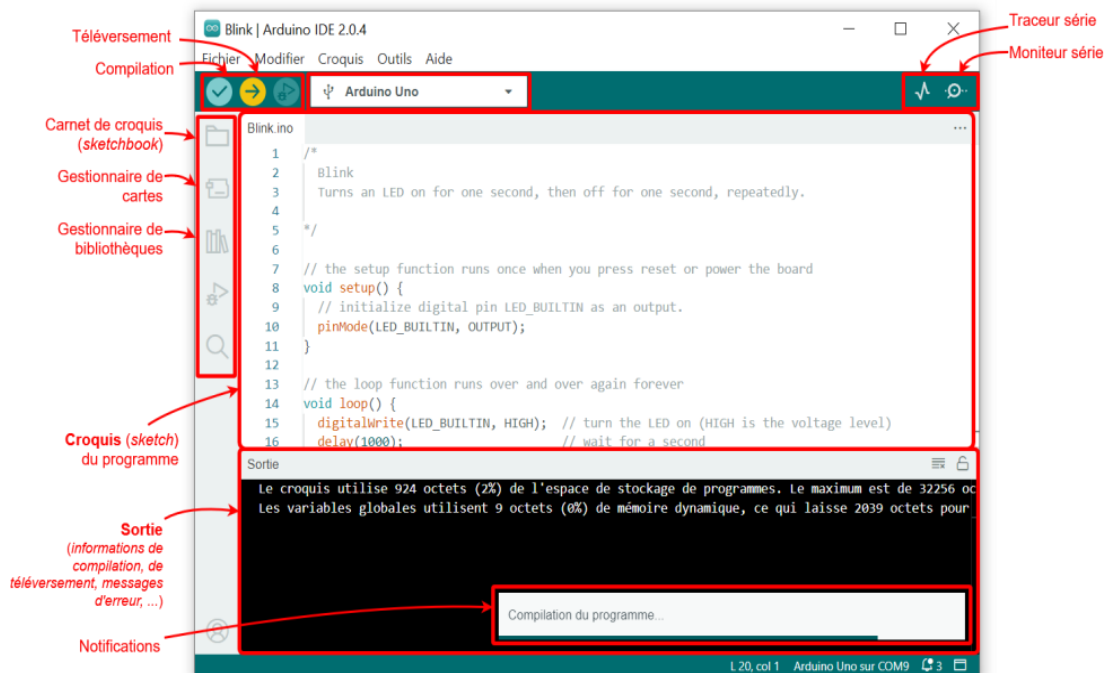 Blink | Arduino IDE 2.0.4
Traceur série
Moniteur série
Téléversement
Compilation
Fichier Modifier Croquis Outils Aide
Arduino Uno
Carnet de croquis
(sketchbook)
Gestionnaire de
cartes
Gestionnaire de
bibliothèques
Blink.ino
1 /*
2 Blink
3 Turns an LED on for one second, then off for one second, repeatedly.
4
5 */
6
7 // the setup function runs once when you press reset or power the board
8 void setup() {
9 // initialize digital pin LED_BUILTIN as an output.
10 pinMode(LED_BUILTIN, OUTPUT);
11 }
12
13 // the loop function runs over and over again forever
14 void loop() {
15 digitalWrite(LED_BUILTIN, HIGH); // turn the LED on (HIGH is the voltage level)
16 delay(1000); // wait for a second
Croquis (sketch)
du programme
Sortie
Le croquis utilise 924 octets (2%) de l'espace de stockage de programmes. Le maximum est de 32256 oc
Les variables globales utilisent 9 octets (0%) de mémoire dynamique, ce qui laisse 2039 octets pour
Sortie
(informations de
compilation, de
téléversement, messages
d'erreur, ...)
Notifications
Compilation du programme...
L 20, col 1 Arduino Uno sur COM9 3